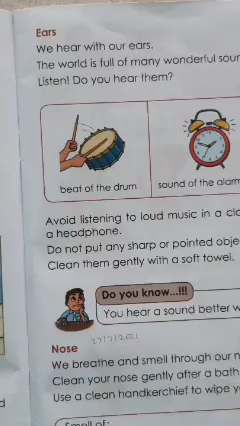 Ears
We hear with our ears.
The world is full of many wonderful
Listen! Do you hear them?
beat of the drum
sound of the alarm
Avoid listening to loud music in a
a headphone.
Do not put any sharp or pointed
Clean them gently with a soft towel.
Do you know...!!!
You hear a sound better
Nose
We breathe and smell through our
Clean your nose gently after a bath
Use a clean handkerchief to wipe
Smell of: